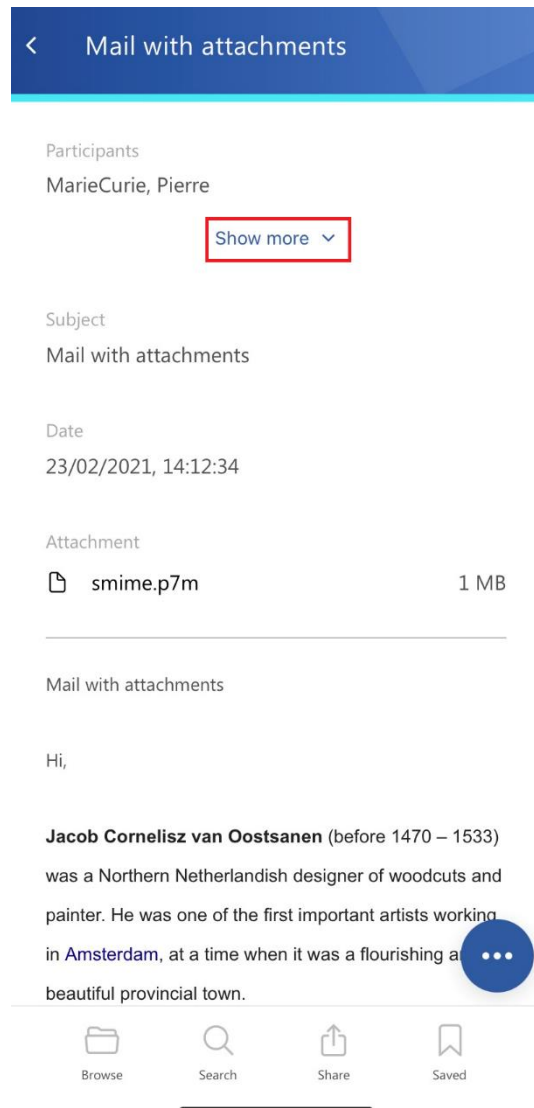 Mail with attachments
Participants
MarieCurie, Pierre
Show more
Subject
Mail with attachments
Date
23/02/2021, 14:12:34
Attachment
smime.p7m 1 MB
Mail with attachments
Hi,
Jacob Cornelisz van Oostsanen (before 1470 – 1533)
was a Northern Netherlandish designer of woodcuts and
painter. He was one of the first important artists working
in Amsterdam, at a time when it was a flourishing
beautiful provincial town.
Browse Search Share Saved